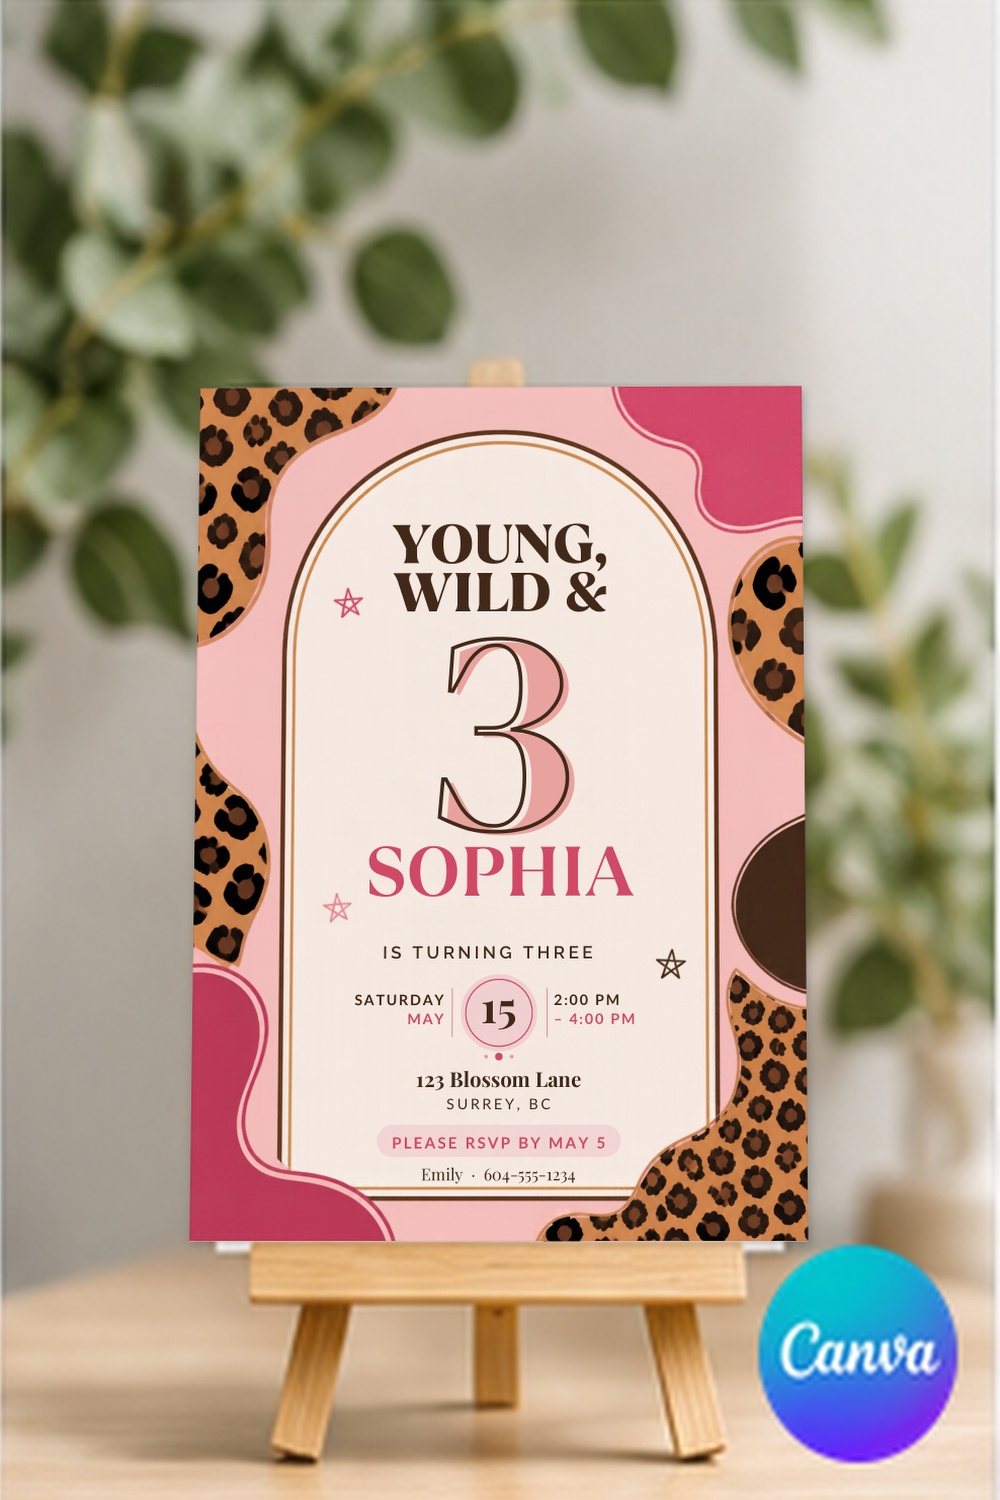 YOUNG,
WILD &
3
SOPHIA
IS TURNING THREE
SATURDAY
MAY
15
2:00 PM
– 4:00 PM
123 Blossom Lane
SURREY, BC
PLEASE RSVP BY MAY 5
Emily · 604-555-1234
Canva